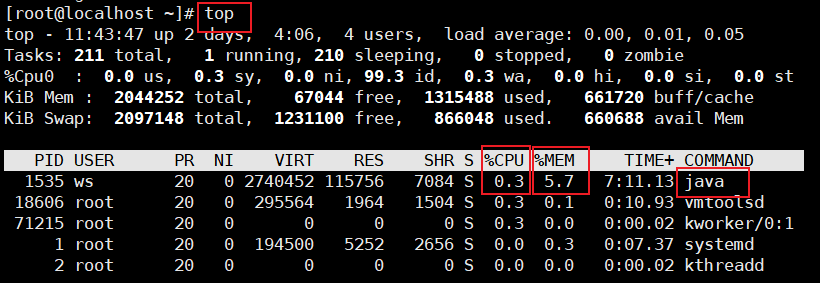 [root@localhost ~]# top
top - 11:43:47 up 2 days,  4:06,  4 users,  load average: 0.00, 0.01, 0.05
Tasks: 211 total,   1 running, 210 sleeping,   0 stopped,   0 zombie
%Cpu0  :  0.0 us,  0.3 sy,  0.0 ni, 99.3 id,  0.3 wa,  0.0 hi,  0.0 si,  0.0 st
KiB Mem :  2044252 total,    67044 free,  1315488 used,   661720 buff/cache
KiB Swap:  2097148 total,  1231100 free,   866048 used.   660688 avail Mem
PID USER      PR  NI    VIRT    RES    SHR S %CPU %MEM     TIME+ COMMAND
1535 ws        20   0 2740452 115756   7084 S  0.3  5.7   7:11.13 java
18606 root      20   0  295564   1964   1504 S  0.3  0.1   0:10.93 vmtoolsd
71215 root      20   0       0      0      0 S  0.3  0.0   0:00.02 kworker/0:1
1 root      20   0  194500   5252   2656 S  0.0  0.3   0:07.37 systemd
2 root      20   0       0      0      0 S  0.0  0.0   0:00.02 kthreadd